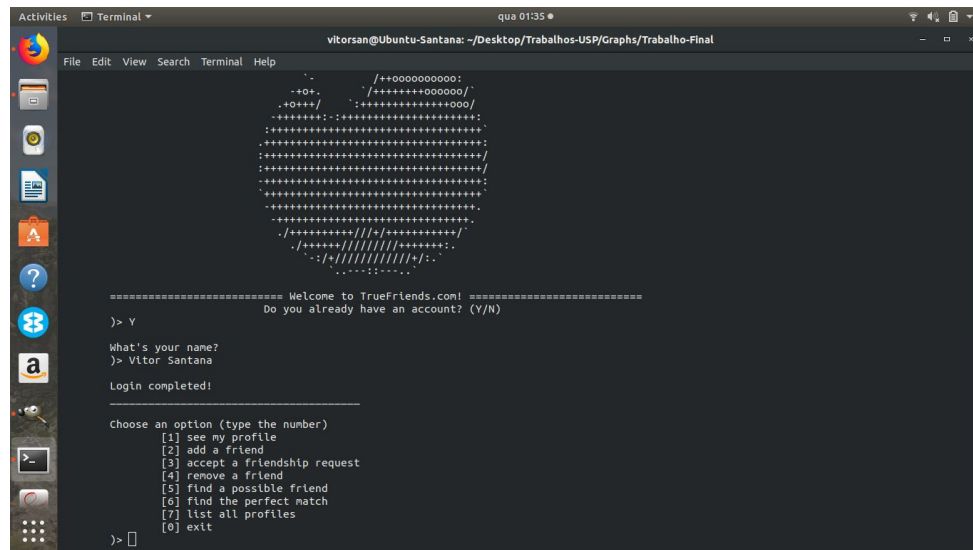 Activities Terminal qua 01:35
vitorsan@Ubuntu-Santana: ~/Desktop/Trabalhos-USP/Graphs/Trabalho-Final
File Edit View Search Terminal Help
=========================== Welcome to TrueFriends.com! ===========================
Do you already have an account? (Y/N)
)> Y
What's your name?
)> Vitor Santana
Login completed!
Choose an option (type the number)
[1] see my profile
[2] add a friend
[3] accept a friendship request
[4] remove a friend
[5] find a possible friend
[6] find the perfect match
[7] list all profiles
[0] exit
)>